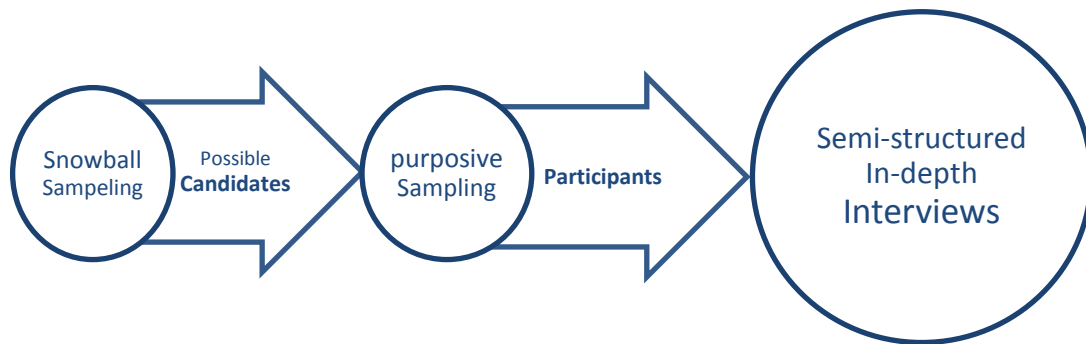 Snowball
Sampeling
Possible
Candidates
purposive
Sampling
Participants
Semi-structured
In-depth
Interviews